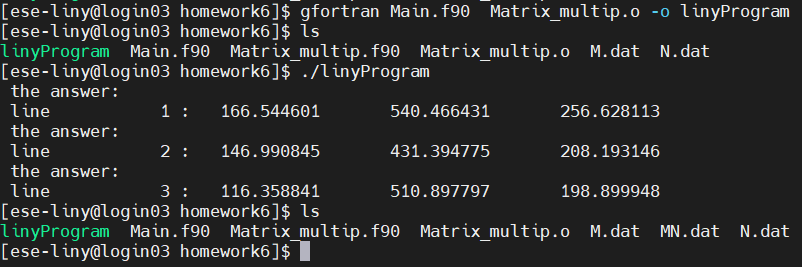 [ese-liny@login03 homework6]$ gfortran Main.f90  Matrix_multip.o -o linyProgram
[ese-liny@login03 homework6]$ ls
linyProgram  Main.f90  Matrix_multip.f90  Matrix_multip.o  M.dat  N.dat
[ese-liny@login03 homework6]$ ./linyProgram
 the answer:
 line           1 :   166.544601       540.466431       256.628113
 the answer:
 line           2 :   146.990845       431.394775       208.193146
 the answer:
 line           3 :   116.358841       510.897797       198.899948
[ese-liny@login03 homework6]$ ls
linyProgram  Main.f90  Matrix_multip.f90  Matrix_multip.o  M.dat  MN.dat  N.dat
[ese-liny@login03 homework6]$